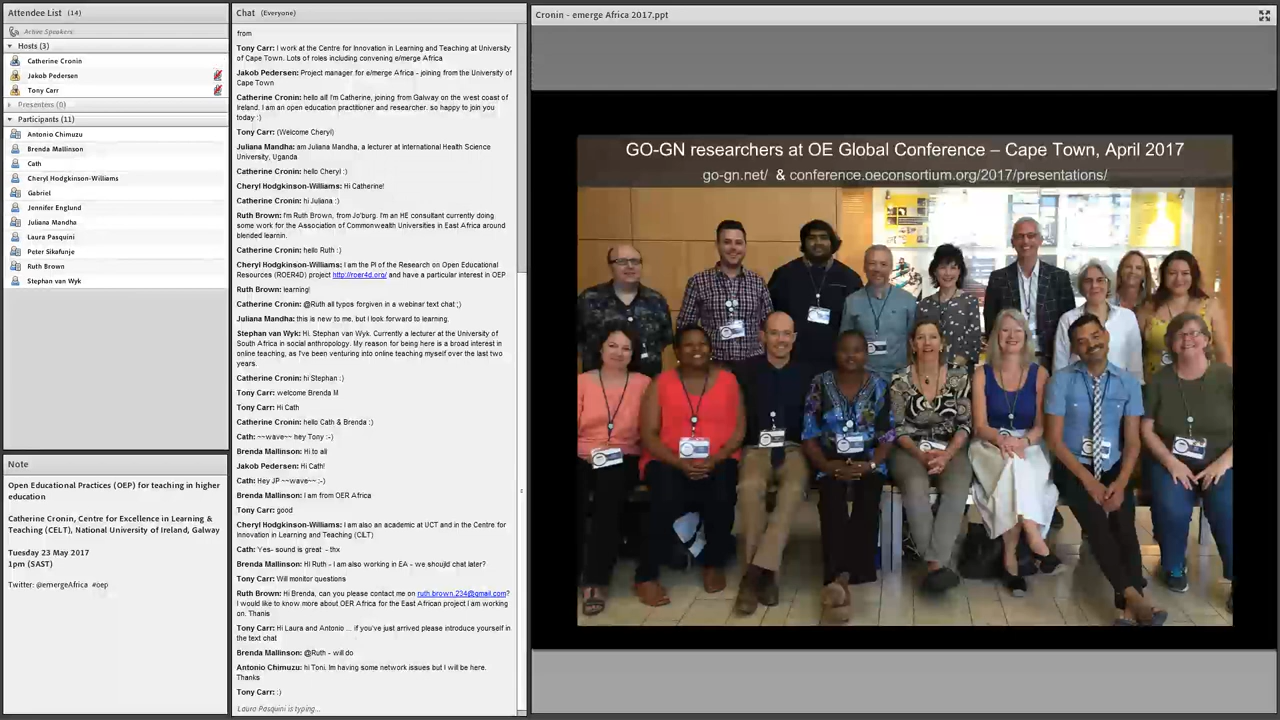 Attendee List (14)
Active Speakers
Hosts (3)
Catherine Cronin
Jakob Pedersen
Tony Carr
Presenters (0)
Participants (11)
Antonio Chimuzu
Brenda Mallinson
Cath
Cheryl Hodgkinson-Williams
Gabriel
Jennifer Englund
Juliana Mandha
Laura Pasquini
Peter Sikafunje
Ruth Brown
Stephan van Wyk
Note
Open Educational Practices (OEP) for teaching in higher
education
Catherine Cronin, Centre for Excellence in Learning &
Teaching (CELT), National University of Ireland, Galway
Tuesday 23 May 2017
1pm (SAST)
Twitter: @emergeAfrica #oep
Chat (Everyone)
from
Tony Carr: I work at the Centre for Innovation in Learning and Teaching at University
of Cape Town. Lots of roles including convening e/merge Africa
Jakob Pedersen: Project manager for e/merge Africa - joining from the University of
Cape Town
Catherine Cronin: hello all! I'm Catherine, joining from Galway on the west coast of
Ireland. I am an open education practitioner and researcher. so happy to join you
today :)
Tony Carr: (Welcome Cheryl)
Juliana Mandha: am Juliana Mandha, a lecturer at International Health Science
University, Uganda
Catherine Cronin: hello Cheryl :)
Cheryl Hodgkinson-Williams: Hi Catherine!
Catherine Cronin: hi Juliana :)
Ruth Brown: I'm Ruth Brown, from Jo'burg. I'm an HE consultant currently doing
some work for the Association of Commonwealth Universities in East Africa around
blended learnin.
Catherine Cronin: hello Ruth :)
Cheryl Hodgkinson-Williams: I am the PI of the Research on Open Educational
Resources (ROER4D) project http://roer4d.org/ and have a particular interest in OEP
Ruth Brown: learning!
Catherine Cronin: @Ruth all typos forgiven in a webinar text chat ;)
Juliana Mandha: this is new to me, but I look forward to learning.
Stephan van Wyk: Hi. Stephan van Wyk. Currently a lecturer at the University of
South Africa in social anthropology. My reason for being here is a broad interest in
online teaching, as I've been venturing into online teaching myself over the last two
years.
Catherine Cronin: hi Stephan :)
Tony Carr: welcome Brenda M
Tony Carr: Hi Cath
Catherine Cronin: hello Cath & Brenda :)
Cath: ~~wave~~ hey Tony :-)
Brenda Mallinson: Hi to all
Jakob Pedersen: Hi Cath!
Cath: Hey JP ~~wave~~ :-)
Brenda Mallinson: I am from OER Africa
Tony Carr: good
Cheryl Hodgkinson-Williams: I am also an academic at UCT and in the Centre for
Innovation in Learning and Teaching (CILT)
Cath: 'Yes- sound is great - thx
Brenda Mallinson: Hi Ruth - I am also working in EA - we shoujld chat later?
Tony Carr: Will monitor questions
Ruth Brown: Hi Brenda, can you please contact me on ruth.brown.234@gmail.com?
I would like to know more about OER Africa for the East African project I am working
on. Thanis
Tony Carr: Hi Laura and Antonio ... if you've just arrived please introduce yourself in
the text chat
Brenda Mallinson: @Ruth - will do
Antonio Chimuzu: hi Toni. Im having some network issues but I will be here.
Thanks
Tony Carr: :)
Laura Pasquini is typing...
Cronin - emerge Africa 2017.ppt
GO-GN researchers at OE Global Conference – Cape Town, April 2017
go-gn.net/ & conference.oeconsortium.org/2017/presentations/